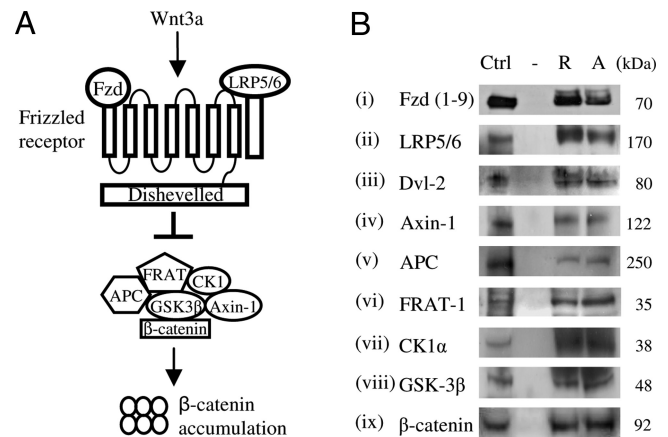 A
Wnt3a
Fzd
LRP5/6
Frizzled
receptor
Dishevelled
FRAT
CK1
APC
GSK3β
Axin-1
β-catenin
β-catenin
accumulation
B
Ctrl - R A (kDa)
(i) Fzd (1-9) 70
(ii) LRP5/6 170
(iii) Dvl-2 80
(iv) Axin-1 122
(v) APC 250
(vi) FRAT-1 35
(vii) CK1α 38
(viii) GSK-3β 48
(ix) β-catenin 92